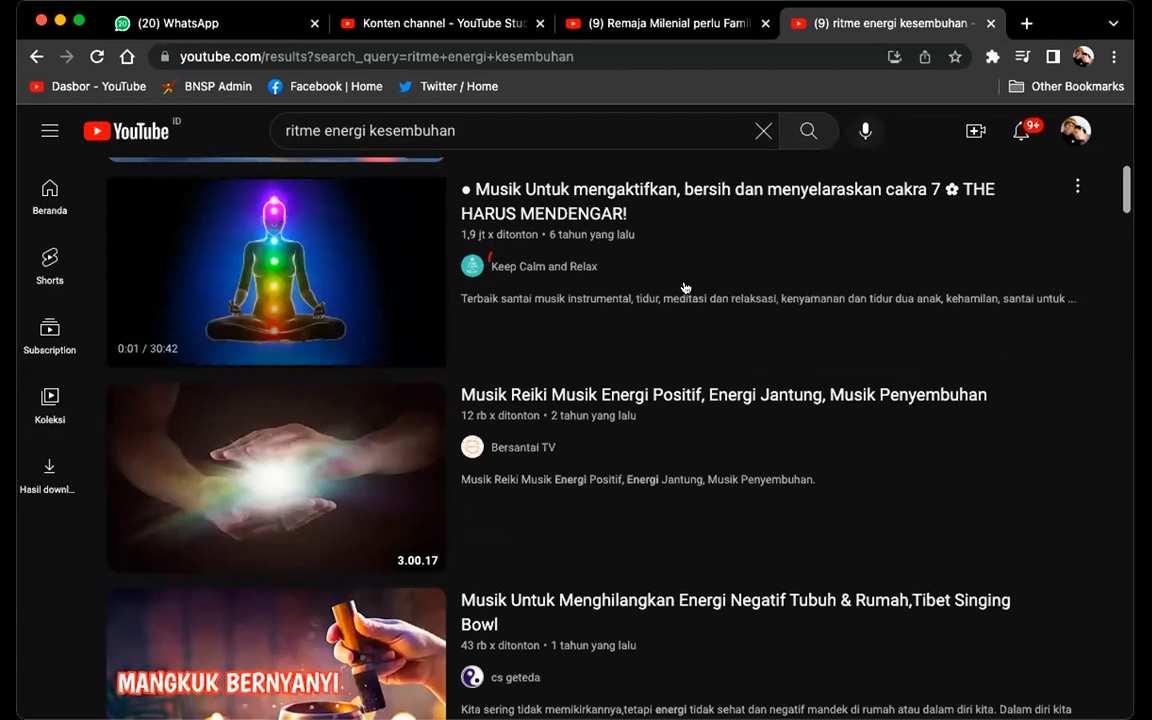 (20) WhatsApp
Konten channel - YouTube Stuc
(9) Remaja Milenial perlu Fami
(9) ritme energi kesembuhan -
youtube.com/results?search_query=ritme+energi+kesembuhan
Dasbor - YouTube
BNSP Admin
Facebook | Home
Twitter / Home
Other Bookmarks
YouTube ID
ritme energi kesembuhan
9+
Beranda
Shorts
Subscription
Koleksi
Hasil downl...
● Musik Untuk mengaktifkan, bersih dan menyelaraskan cakra 7 ✿ THE
HARUS MENDENGAR!
1,9 jt x ditonton • 6 tahun yang lalu
Keep Calm and Relax
Terbaik santai musik instrumental, tidur, meditasi dan relaksasi, kenyamanan dan tidur dua anak, kehamilan, santai untuk ...
0:01 / 30:42
Musik Reiki Musik Energi Positif, Energi Jantung, Musik Penyembuhan
12 rb x ditonton • 2 tahun yang lalu
Bersantai TV
Musik Reiki Musik Energi Positif, Energi Jantung, Musik Penyembuhan.
3.00.17
Musik Untuk Menghilangkan Energi Negatif Tubuh & Rumah,Tibet Singing
Bowl
43 rb x ditonton • 1 tahun yang lalu
cs geteda
Kita sering tidak memikirkannya,tetapi energi tidak sehat dan negatif mandek di rumah atau dalam diri kita. Dalam diri kita
MANGKUK BERNYANYI